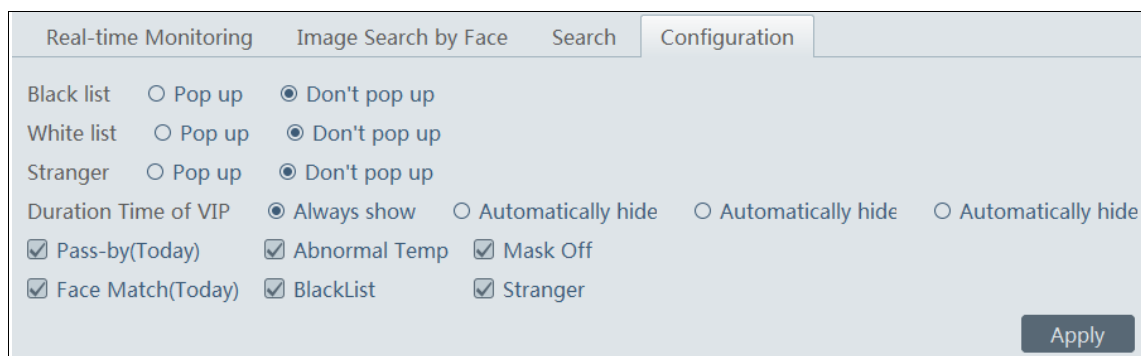 Real-time Monitoring Image Search by Face Search Configuration
Black list Pop up Don't pop up
White list Pop up Don't pop up
Stranger Pop up Don't pop up
Duration Time of VIP Always show Automatically hide Automatically hide Automatically hide
Pass-by(Today) Abnormal Temp Mask Off
Face Match(Today) BlackList Stranger
Apply